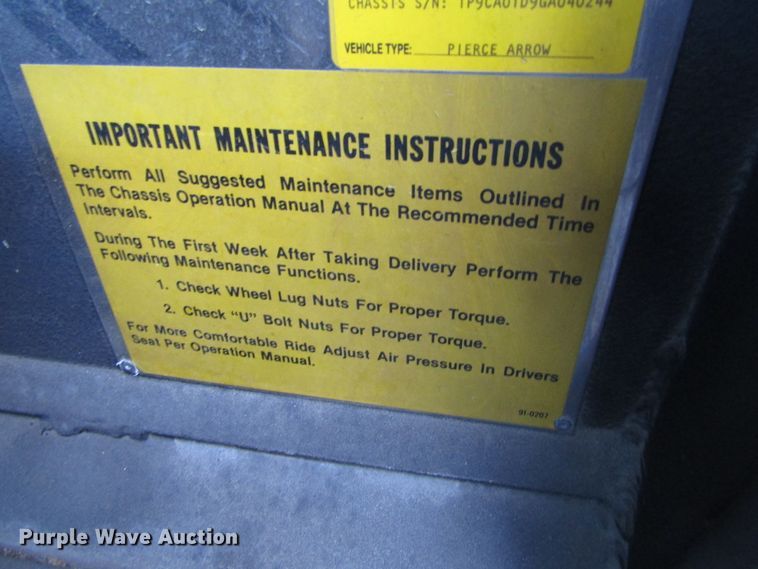 CHASSIS S/N: 1P9CA01D9GA040244
VEHICLE TYPE: PIERCE ARROW
IMPORTANT MAINTENANCE INSTRUCTIONS
Perform All Suggested Maintenance Items Outlined In
The Chassis Operation Manual At The Recommended Time
Intervals.
During The First Week After Taking Delivery Perform The
Following Maintenance Functions.
1. Check Wheel Lug Nuts For Proper Torque.
2. Check "U" Bolt Nuts For Proper Torque.
For More Comfortable Ride Adjust Air Pressure In Drivers
Seat Per Operation Manual.
91-0207
Purple Wave Auction